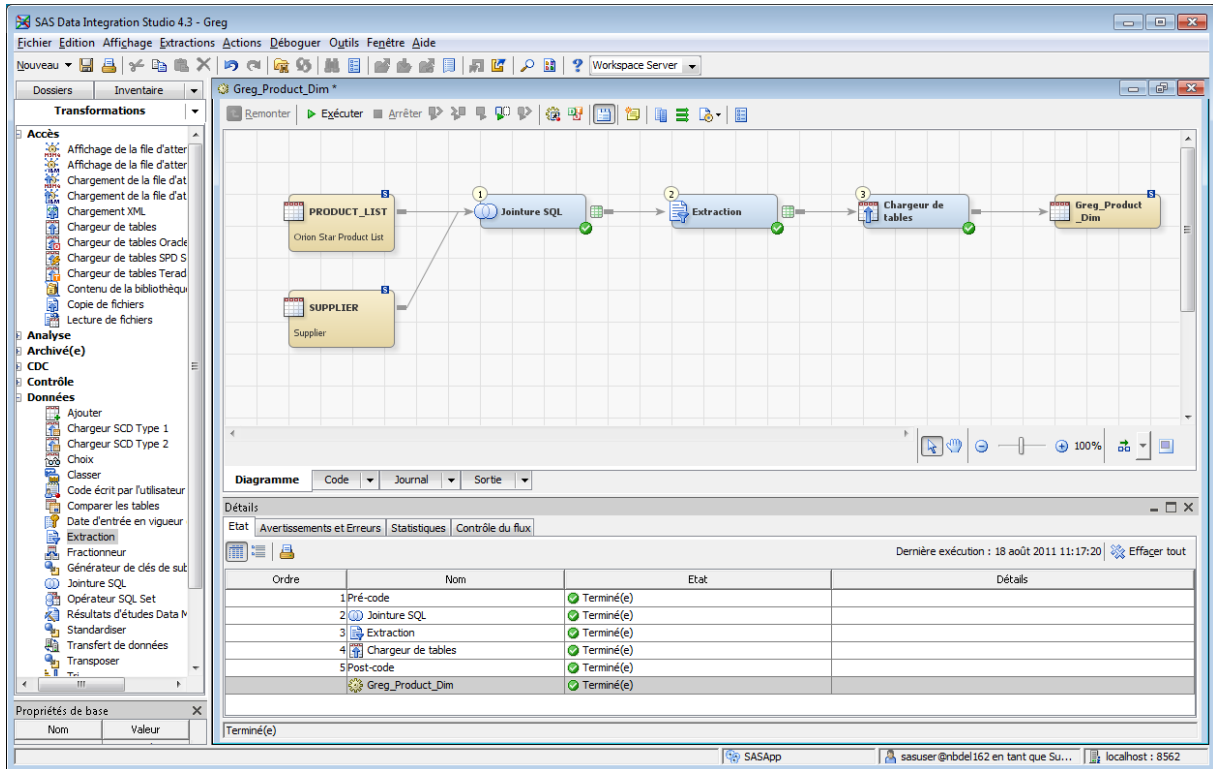 SAS Data Integration Studio 4.3 - Greg
Fichier Edition Affichage Extractions Actions Déboguer Outils Fenêtre Aide
Nouveau Workspace Server
Dossiers Inventaire
Transformations
Accès
Affichage de la file d'atter
Affichage de la file d'atter
Chargement de la file d'at
Chargement de la file d'at
Chargement XML
Chargeur de tables
Chargeur de tables Oracle
Chargeur de tables SPD S
Chargeur de tables Terad
Contenu de la bibliothèqu
Copie de fichiers
Lecture de fichiers
Analyse
Archivé(e)
CDC
Contrôle
Données
Ajouter
Chargeur SCD Type 1
Chargeur SCD Type 2
Choix
Classer
Code écrit par l'utilisateur
Comparer les tables
Date d'entrée en vigueur
Extraction
Fractionneur
Générateur de clés de sub
Jointure SQL
Opérateur SQL Set
Résultats d'études Data M
Standardiser
Transfert de données
Transposer
Tri
Propriétés de base
Nom Valeur
Greg_Product_Dim *
Remonter Exécuter Arrêter
PRODUCT_LIST
Orion Star Product List
SUPPLIER
Supplier
1
Jointure SQL
2
Extraction
3
Chargeur de
tables
Greg_Product
_Dim
100%
Diagramme Code Journal Sortie
Détails
Etat Avertissements et Erreurs Statistiques Contrôle du flux
Dernière exécution : 18 août 2011 11:17:20 Effacer tout
Ordre Nom Etat Détails
1 Pré-code Terminé(e)
2 Jointure SQL Terminé(e)
3 Extraction Terminé(e)
4 Chargeur de tables Terminé(e)
5 Post-code Terminé(e)
Greg_Product_Dim Terminé(e)
Terminé(e)
SASApp sasuser@nbdel162 en tant que Su... localhost : 8562